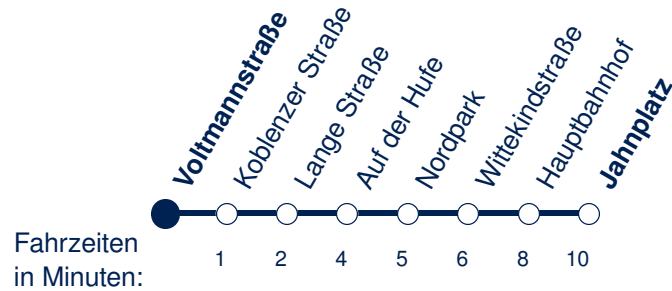 Voltmannstraße
Koblenzer Straße
Lange Straße
Auf der Hufe
Nordpark
Wittekindstraße
Hauptbahnhof
Jahnplatz
Fahrzeiten
in Minuten:
1 2 4 5 6 8 10